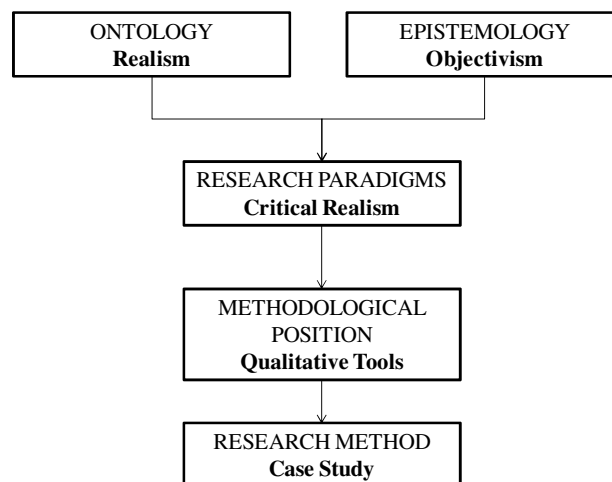 ONTOLOGY
Realism
EPISTEMOLOGY
Objectivism
RESEARCH PARADIGMS
Critical Realism
METHODOLOGICAL
POSITION
Qualitative Tools
RESEARCH METHOD
Case Study